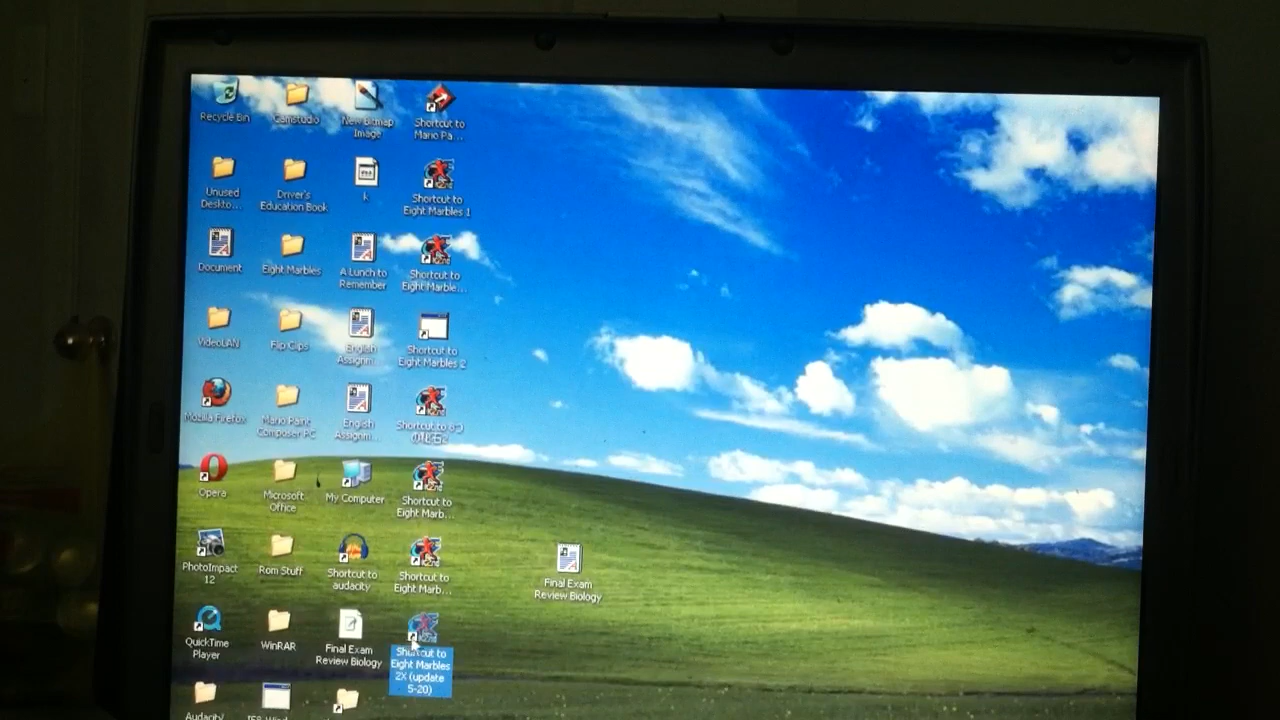 Recycle Bin
Camstudio
New Bitmap
Image
Shortcut to
Mario Pa...
Unused
Deskto...
Driver's
Education Book
k
Shortcut to
Eight Marbles 1
Document
Eight Marbles
A Lunch to
Remember
Shortcut to
Eight Marble...
VideoLAN
Flip Clips
English
Assignm...
Shortcut to
Eight Marbles 2
Mozilla Firefox
Mario Paint
Composer PC
English
Assignm...
Shortcut to 8つ
Opera
Microsoft
Office
My Computer
Shortcut to
Eight Marb...
PhotoImpact
12
Rom Stuff
Shortcut to
audacity
Shortcut to
Eight Marb...
Final Exam
Review Biology
QuickTime
Player
WinRAR
Final Exam
Review Biology
Shortcut to
Eight Marbles
2X (update
5-20)
Audacity